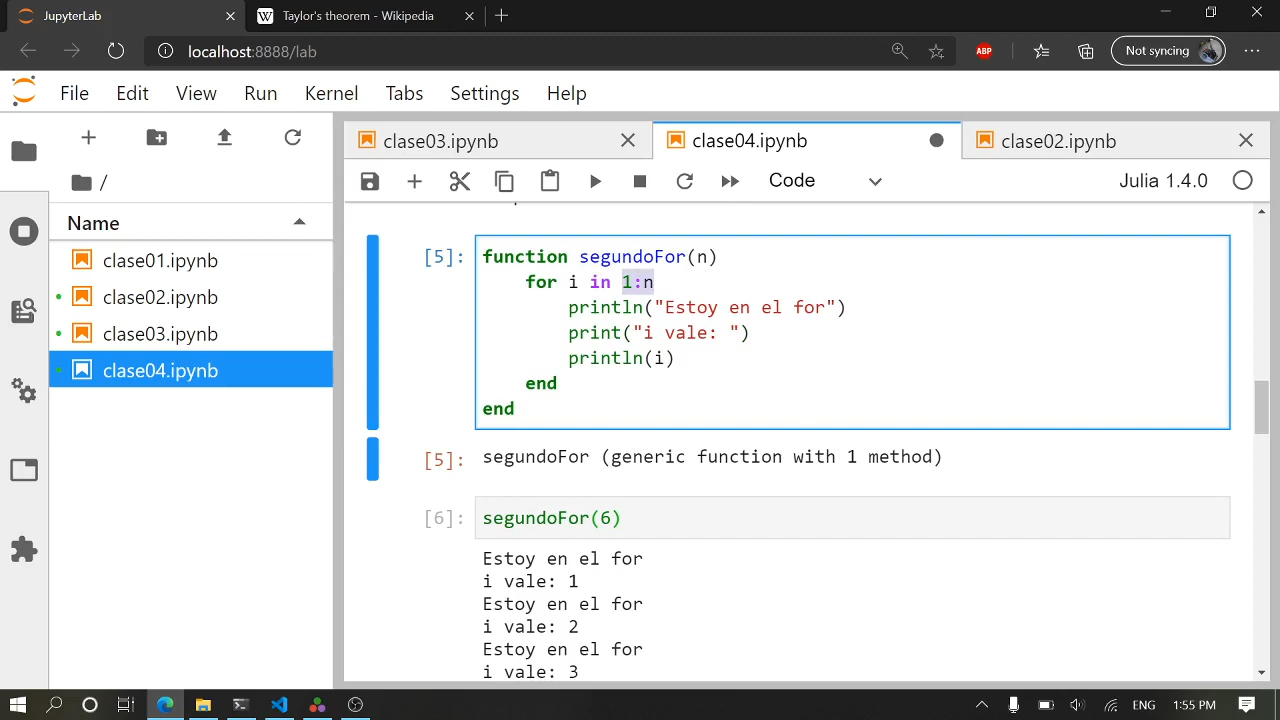 JupyterLab
Taylor's theorem - Wikipedia
localhost:8888/lab
ABP
Not syncing
File Edit View Run Kernel Tabs Settings Help
clase03.ipynb
clase04.ipynb
clase02.ipynb
/
Code
Julia 1.4.0
Name
clase01.ipynb
clase02.ipynb
clase03.ipynb
clase04.ipynb
[5]:
function segundoFor(n)
    for i in 1:n
        println("Estoy en el for")
        print("i vale: ")
        println(i)
    end
end
[5]: segundoFor (generic function with 1 method)
[6]: segundoFor(6)
Estoy en el for
i vale: 1
Estoy en el for
i vale: 2
Estoy en el for
i vale: 3
ENG
1:55 PM